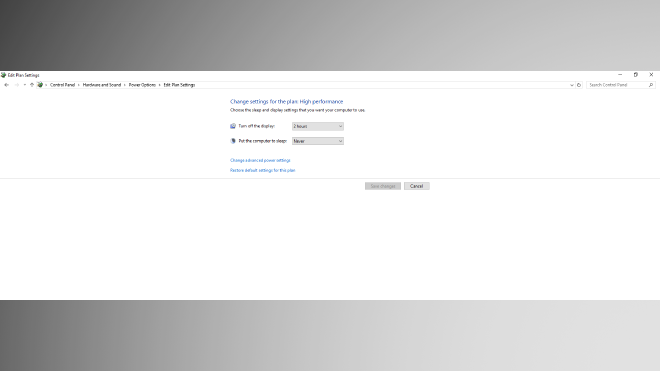 Edit Plan Settings
Control Panel > Hardware and Sound > Power Options > Edit Plan Settings
Search Control Panel
Change settings for the plan: High performance
Choose the sleep and display settings that you want your computer to use.
Turn off the display: 2 hours
Put the computer to sleep: Never
Change advanced power settings
Restore default settings for this plan
Save changes Cancel